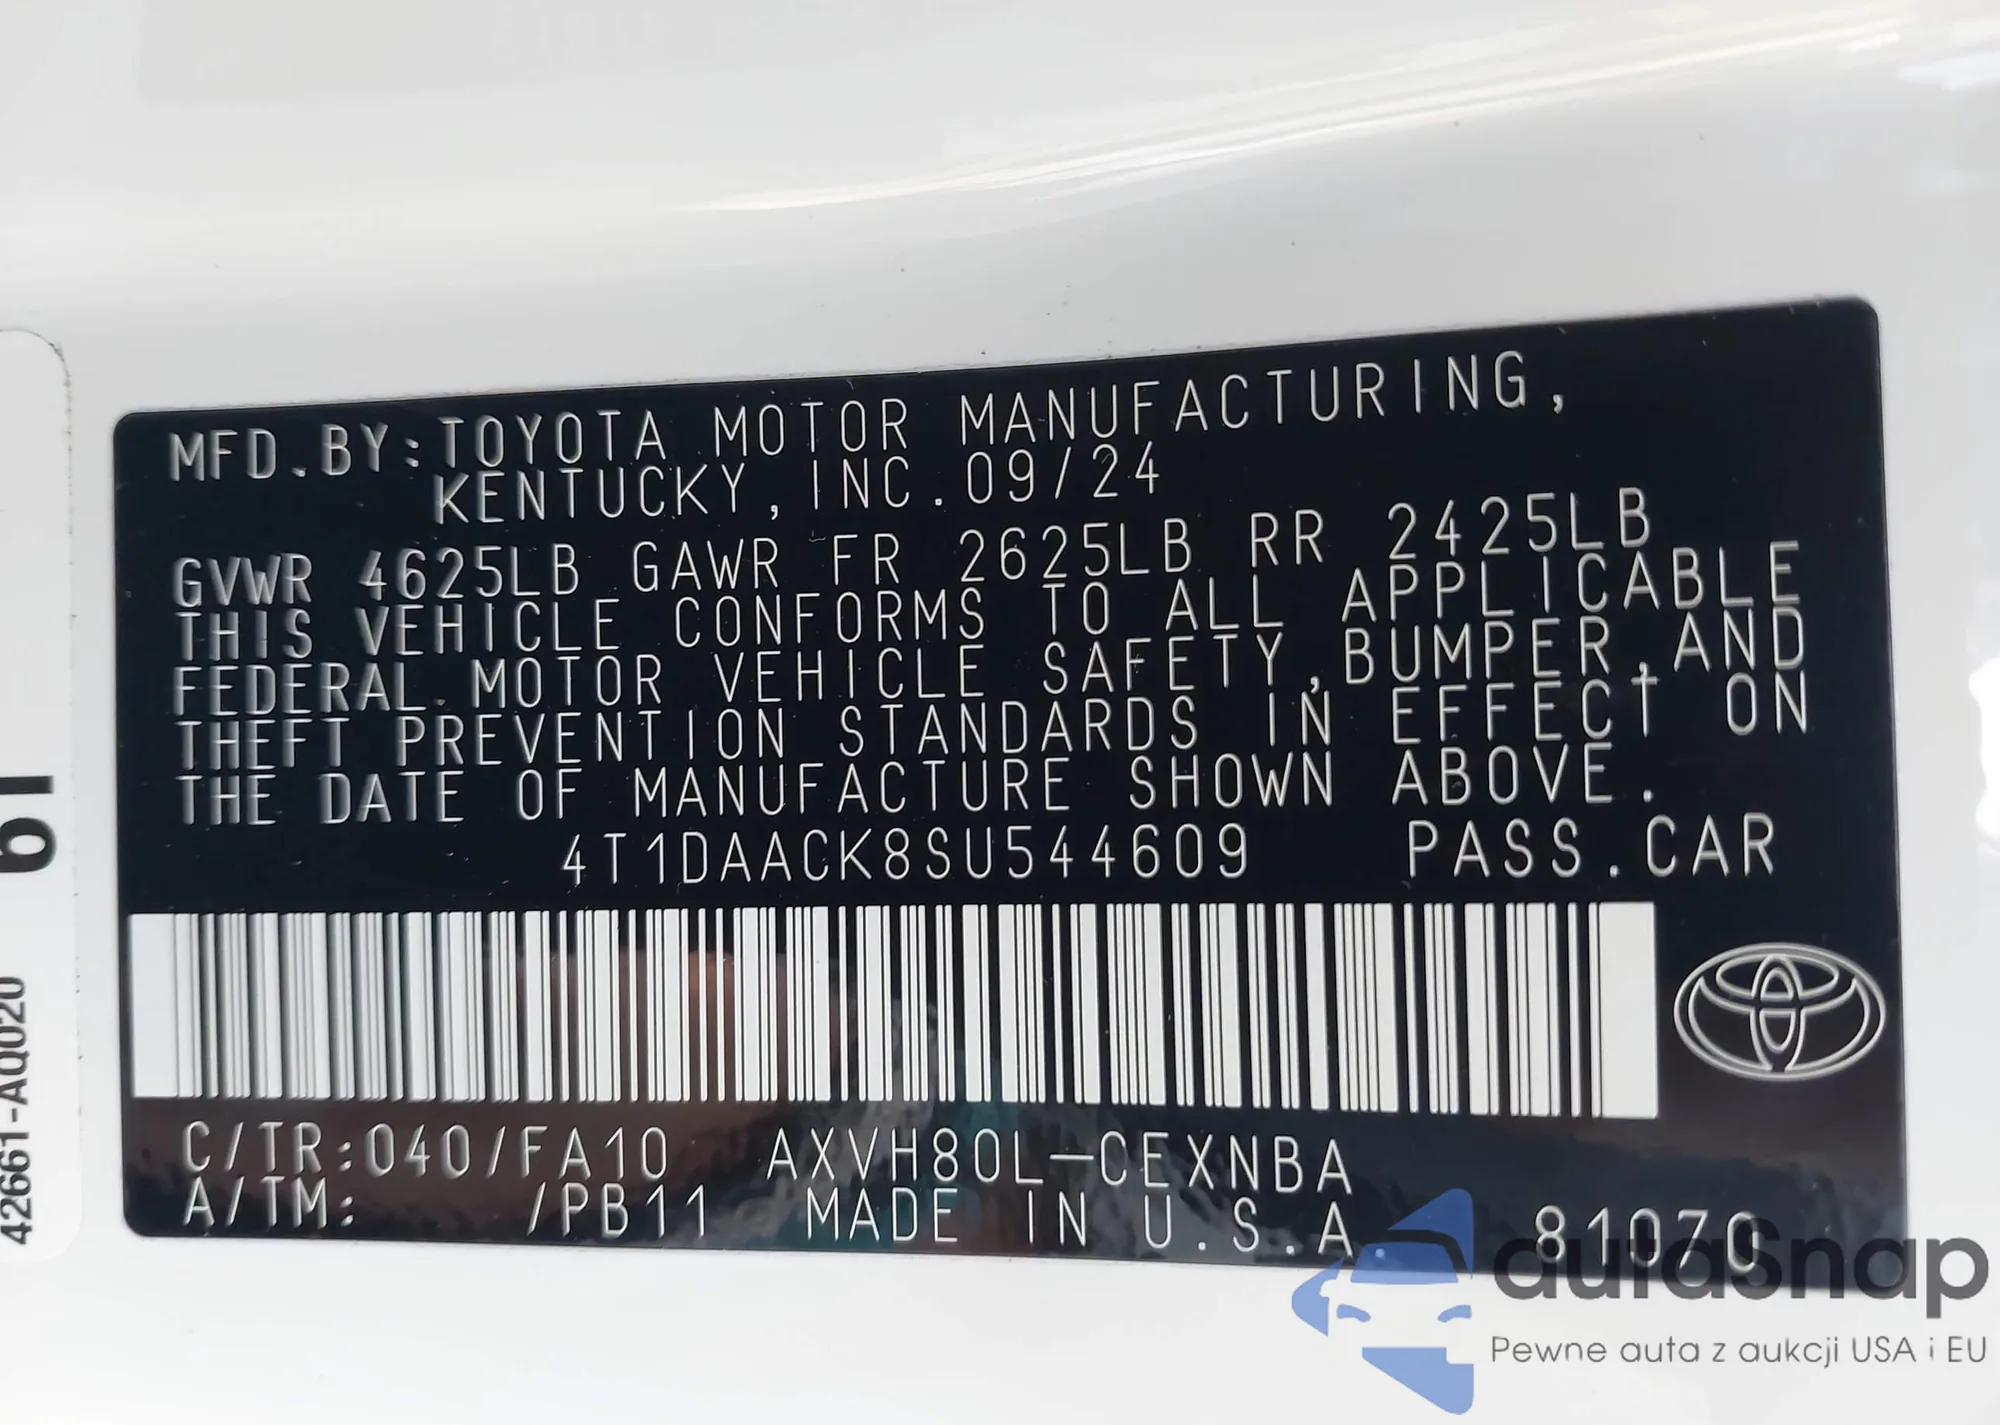 MFD.BY:TOYOTA MOTOR MANUFACTURING,
KENTUCKY, INC. 09/24
GVWR 4625LB GAWR FR 2625LB RR 2425LB
THIS VEHICLE CONFORMS TO ALL APPLICABLE
FEDERAL MOTOR VEHICLE SAFETY,BUMPER,AND
THEFT PREVENTION STANDARDS IN EFFECT ON
THE DATE OF MANUFACTURE SHOWN ABOVE.
4T1DAACK8SU544609 PASS.CAR
C/TR:040/FA10 AXVH80L-CEXNBA
A/TM: /PB11 MADE IN U.S.A. 81070
42661-AQ020
autaSnap
Pewne auta z aukcji USA i EU